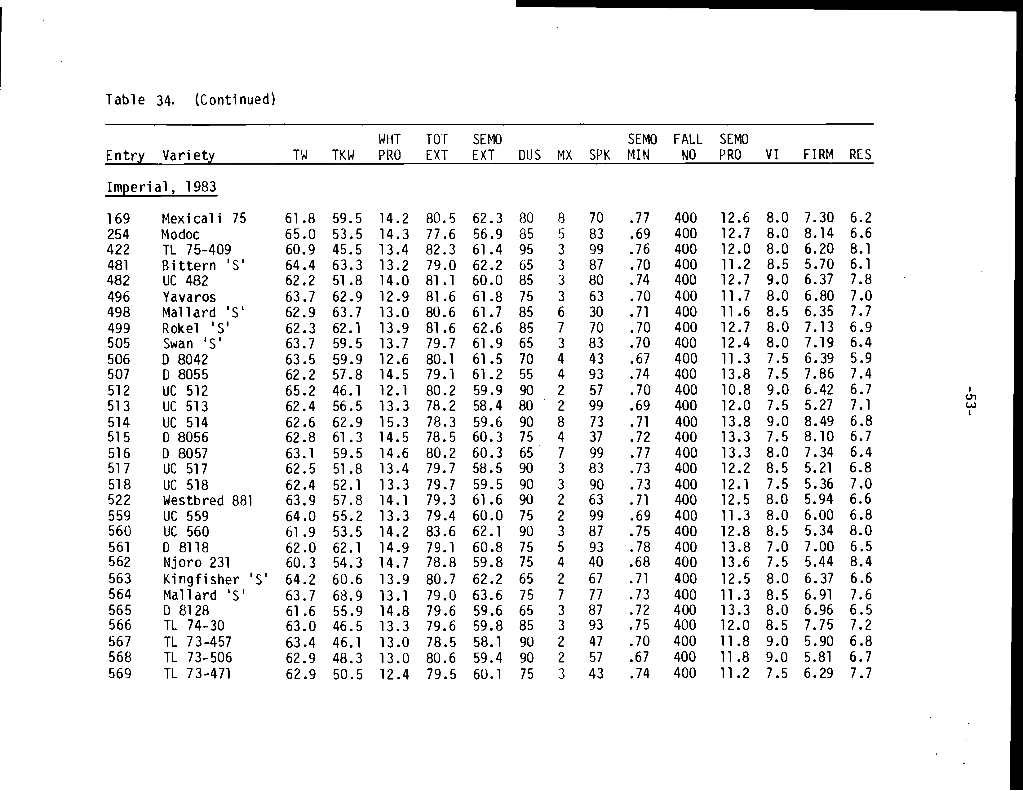 Table 34. (Continued)
WHT TOT SEMO SEMO FALL SEMO
Entry Variety TW TKW PRO EXT EXT DUS MX SPK MIN NO PRO VI FIRM RES
Imperial, 1983
169 Mexicali 75 61.8 59.5 14.2 80.5 62.3 80 8 70 .77 400 12.6 8.0 7.30 6.2
254 Modoc 65.0 53.5 14.3 77.6 56.9 85 5 83 .69 400 12.7 8.0 8.14 6.6
422 TL 75-409 60.9 45.5 13.4 82.3 61.4 95 3 99 .76 400 12.0 8.0 6.20 8.1
481 Bittern 'S' 64.4 63.3 13.2 79.0 62.2 65 3 87 .70 400 11.2 8.5 5.70 6.1
482 UC 482 62.2 51.8 14.0 81.1 60.0 85 3 80 .74 400 12.7 9.0 6.37 7.8
496 Yavaros 63.7 62.9 12.9 81.6 61.8 75 3 63 .70 400 11.7 8.0 6.80 7.0
498 Mallard 'S' 62.9 63.7 13.0 80.6 61.7 85 6 30 .71 400 11.6 8.5 6.35 7.7
499 Rokel 'S' 62.3 62.1 13.9 81.6 62.6 85 7 70 .70 400 12.7 8.0 7.13 6.9
505 Swan 'S' 63.7 59.5 13.7 79.7 61.9 65 3 83 .70 400 12.4 8.0 7.19 6.4
506 D 8042 63.5 59.9 12.6 80.1 61.5 70 4 43 .67 400 11.3 7.5 6.39 5.9
507 D 8055 62.2 57.8 14.5 79.1 61.2 55 4 93 .74 400 13.8 7.5 7.86 7.4
512 UC 512 65.2 46.1 12.1 80.2 59.9 90 2 57 .70 400 10.8 9.0 6.42 6.7
513 UC 513 62.4 56.5 13.3 78.2 58.4 80 2 99 .69 400 12.0 7.5 5.27 7.1
514 UC 514 62.6 62.9 15.3 78.3 59.6 90 8 73 .71 400 13.8 9.0 8.49 6.8
515 D 8056 62.8 61.3 14.5 78.5 60.3 75 4 37 .72 400 13.3 7.5 8.10 6.7
516 D 8057 63.1 59.5 14.6 80.2 60.3 65 7 99 .77 400 13.3 8.0 7.34 6.4
517 UC 517 62.5 51.8 13.4 79.7 58.5 90 3 83 .73 400 12.2 8.5 5.21 6.8
518 UC 518 62.4 52.1 13.3 79.7 59.5 90 3 90 .73 400 12.1 7.5 5.36 7.0
522 Westbred 881 63.9 57.8 14.1 79.3 61.6 90 2 63 .71 400 12.5 8.0 5.94 6.6
559 UC 559 64.0 55.2 13.3 79.4 60.0 75 2 99 .69 400 11.3 8.0 6.00 6.8
560 UC 560 61.9 53.5 14.2 83.6 62.1 90 3 87 .75 400 12.8 8.5 5.34 8.0
561 D 8118 62.0 62.1 14.9 79.1 60.8 75 5 93 .78 400 13.8 7.0 7.00 6.5
562 Njoro 231 60.3 54.3 14.7 78.8 59.8 75 4 40 .68 400 13.6 7.5 5.44 8.4
563 Kingfisher 'S' 64.2 60.6 13.9 80.7 62.2 65 2 67 .71 400 12.5 8.0 6.37 6.6
564 Mallard 'S' 63.7 68.9 13.1 79.0 63.6 75 7 77 .73 400 11.3 8.5 6.91 7.6
565 D 8128 61.6 55.9 14.8 79.6 59.6 65 3 87 .72 400 13.3 8.0 6.96 6.5
566 TL 74-30 63.0 46.5 13.3 79.6 59.8 85 3 93 .75 400 12.0 8.5 7.75 7.2
567 TL 73-457 63.4 46.1 13.0 78.5 58.1 90 2 47 .70 400 11.8 9.0 5.90 6.8
568 TL 73-506 62.9 48.3 13.0 80.6 59.4 90 2 57 .67 400 11.8 9.0 5.81 6.7
569 TL 73-471 62.9 50.5 12.4 79.5 60.1 75 3 43 .74 400 11.2 7.5 6.29 7.7
-53-